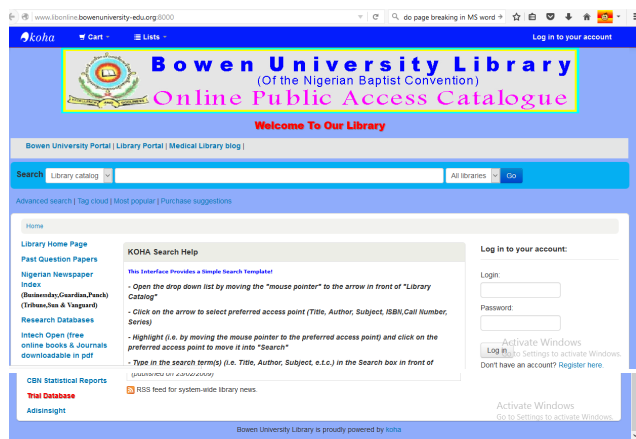 www.libonline.bowenuniversity-edu.org:8000
do page breaking in MS word
koha Cart Lists Log in to your account
Bowen University Library
(Of the Nigerian Baptist Convention)
Online Public Access Catalogue
Welcome To Our Library
Bowen University Portal | Library Portal | Medical Library blog |
Search Library catalog All libraries Go
Advanced search | Tag cloud | Most popular | Purchase suggestions
Home
Library Home Page
Past Question Papers
Nigerian Newspaper
Index
(Businessday,Guardian,Punch)
(Tribune,Sun & Vanguard)
Research Databases
Intech Open (free
online books & Journals
downloadable in pdf
CBN Statistical Reports
Trial Database
Adisinsight
KOHA Search Help
This Interface Provides a Simple Search Template!
- Open the drop down list by moving the "mouse pointer" to the arrow in front of "Library
Catalog"
- Click on the arrow to select preferred access point (Title, Author, Subject, ISBN,Call Number,
Series)
- Highlight (i.e. by moving the mouse pointer to the preferred access point) and click on the
preferred access point to move it into "Search"
- Type in the search term(s) (i.e. Title, Author, Subject, e.t.c.) in the Search box in front of
(published on 23/02/2009)
RSS feed for system-wide library news.
Log in to your account:
Login:
Password:
Log in
Don't have an account? Register here.
Activate Windows
Go to Settings to activate Windows.
Activate Windows
Go to Settings to activate Windows.
Bowen University Library is proudly powered by koha